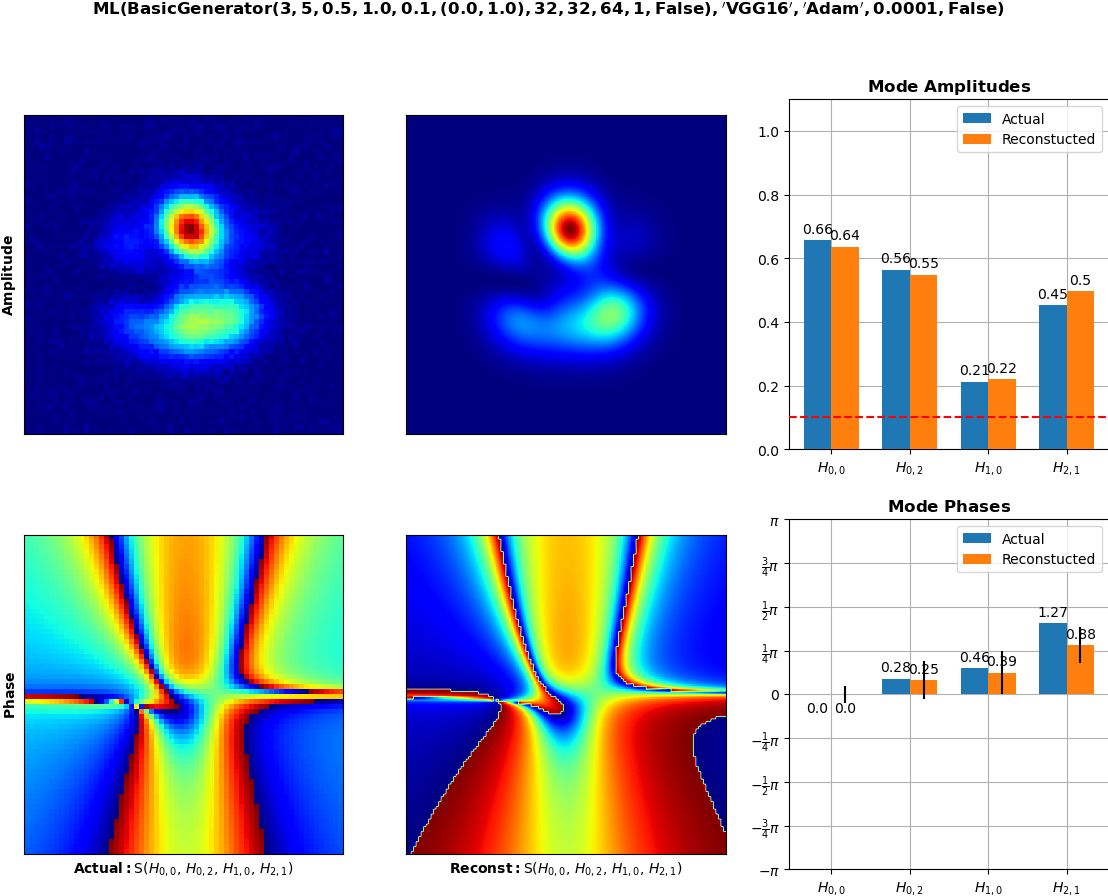 ML(BasicGenerator(3, 5, 0.5, 1.0, 0.1, (0.0, 1.0), 32, 32, 64, 1, False), ′VGG16′, ′Adam′, 0.0001, False)
Amplitude
Mode Amplitudes
Actual
Reconstucted
1.0
0.8
0.6
0.4
0.2
0.0
0.66
0.64
0.56
0.55
0.21
0.22
0.45
0.5
H₀,₀ H₀,₂ H₁,₀ H₂,₁
Phase
Actual: S(H₀,₀, H₀,₂, H₁,₀, H₂,₁)
Reconst: S(H₀,₀, H₀,₂, H₁,₀, H₂,₁)
Mode Phases
Actual
Reconstucted
π
3/4π
1/2π
1/4π
0
−1/4π
−1/2π
−3/4π
−π
0.0
0.0
0.28
0.25
0.46
0.39
1.27
0.88
H₀,₀ H₀,₂ H₁,₀ H₂,₁